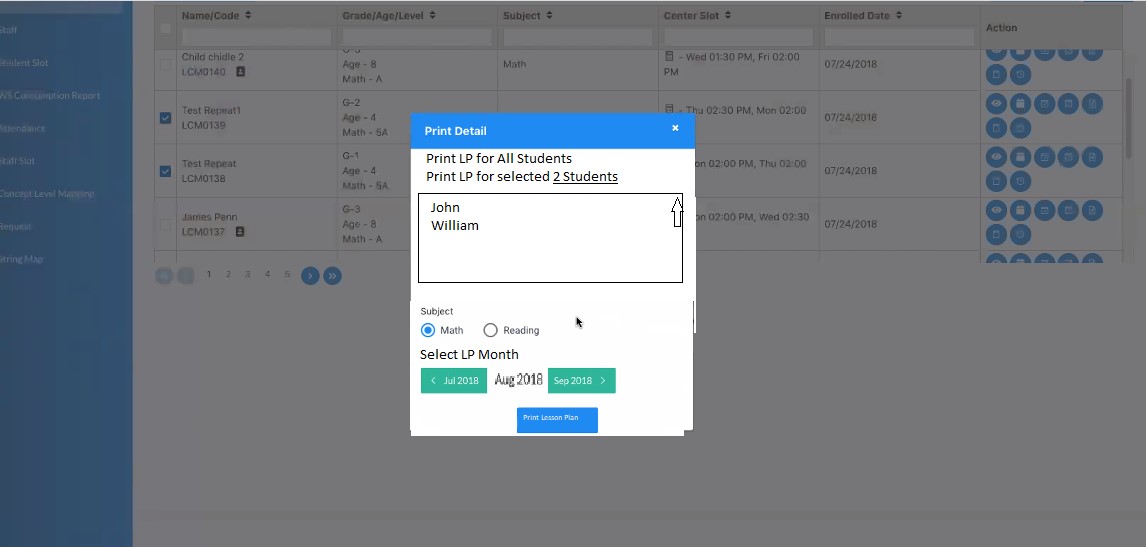 Staff
Student Slot
WS Consumption Report
Attendance
Staff Slot
Concept Level Mapping
Request
String Map
Name/Code Grade/Age/Level Subject Center Slot Enrolled Date Action
Child chidle 2
LCM0140
G-3
Age - 8
Math - A
Math
- Wed 01:30 PM, Fri 02:00
PM
07/24/2018
Test Repeat1
LCM0139
G-2
Age - 4
Math - 5A
- Thu 02:30 PM, Mon 02:00
07/24/2018
Test Repeat
LCM0138
G-1
Age - 4
Math - 5A
on 02:00 PM, Thu 02:00
07/24/2018
James Penn
LCM0137
G-3
Age - 8
Math - A
on 02:00 PM, Wed 02:30
07/24/2018
1 2 3 4 5
Print Detail
Print LP for All Students
Print LP for selected 2 Students
John
William
Subject
Math Reading
Select LP Month
Jul 2018 Aug 2018 Sep 2018
Print Lesson Plan